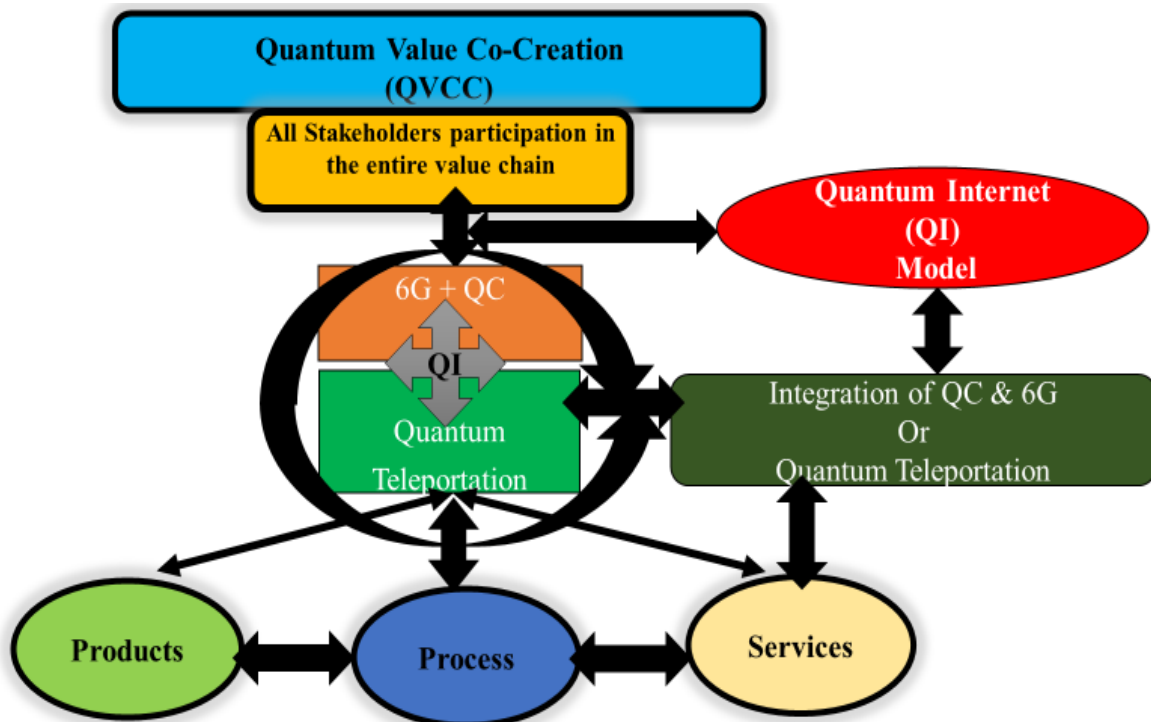 Quantum Value Co-Creation
(QVCC)
All Stakeholders participation in
the entire value chain
Quantum Internet
(QI)
Model
6G + QC
QI
Quantum
Teleportation
Integration of QC & 6G
Or
Quantum Teleportation
Products
Process
Services